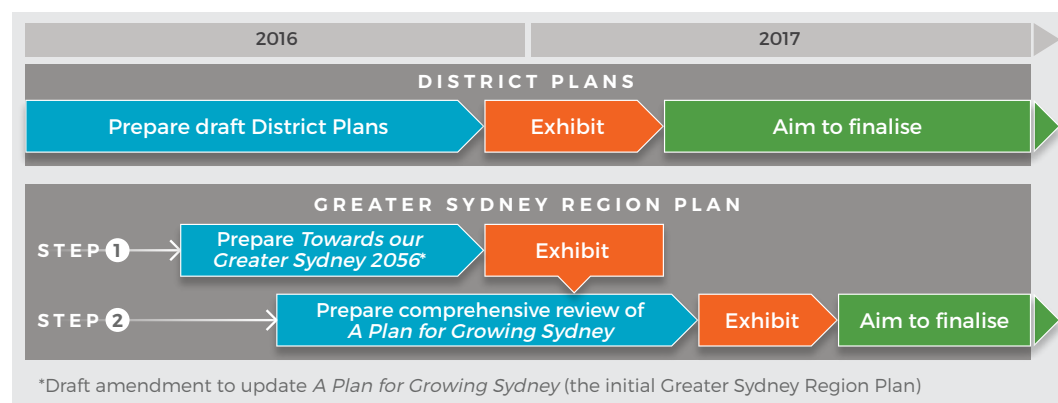 2016 2017
DISTRICT PLANS
Prepare draft District Plans Exhibit Aim to finalise
GREATER SYDNEY REGION PLAN
STEP 1 Prepare Towards our
Greater Sydney 2056* Exhibit
STEP 2 Prepare comprehensive review of
A Plan for Growing Sydney Exhibit Aim to finalise
*Draft amendment to update A Plan for Growing Sydney (the initial Greater Sydney Region Plan)